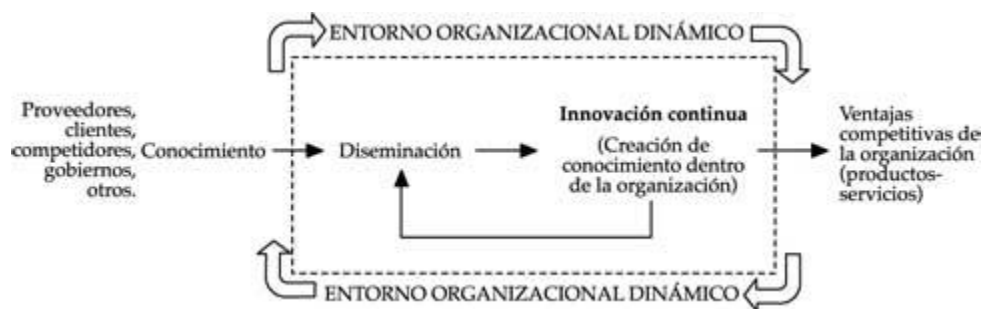 ENTORNO ORGANIZACIONAL DINÁMICO
Proveedores,
clientes,
competidores,
gobiernos,
otros.
Conocimiento
Diseminación
Innovación continua
(Creación de
conocimiento dentro
de la organización)
Ventajas
competitivas de
la organización
(productos-
servicios)
ENTORNO ORGANIZACIONAL DINÁMICO